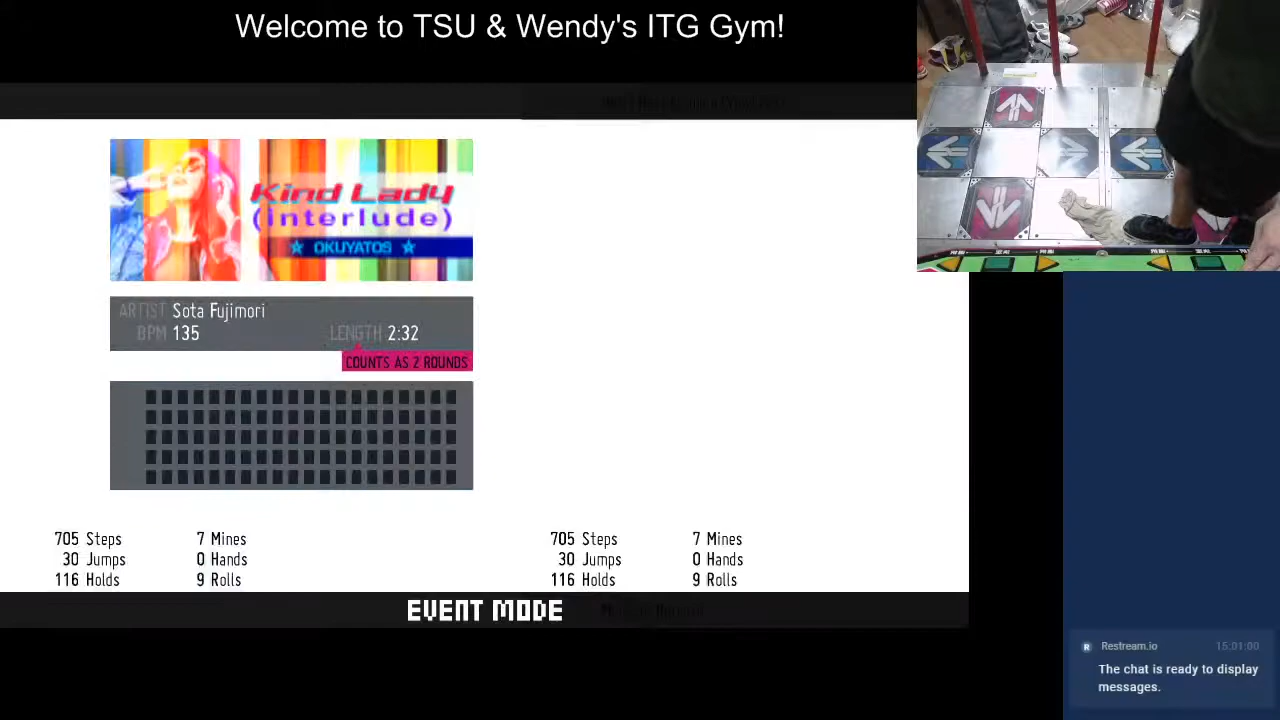 Welcome to TSU & Wendy's ITG Gym!
Kind Lady
(interlude)
★ OKUYATOS ★
ARTIST Sota Fujimori
BPM 135
LENGTH 2:32
COUNTS AS 2 ROUNDS
705 Steps
7 Mines
30 Jumps
0 Hands
116 Holds
9 Rolls
705 Steps
7 Mines
30 Jumps
0 Hands
116 Holds
9 Rolls
EVENT MODE
R Restream.io 15:01:00
The chat is ready to display
messages.